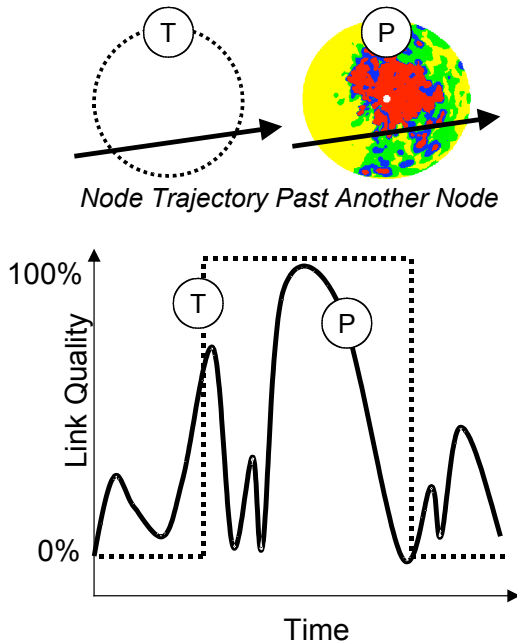 T
P
Node Trajectory Past Another Node
100%
T
P
Link Quality
0%
Time